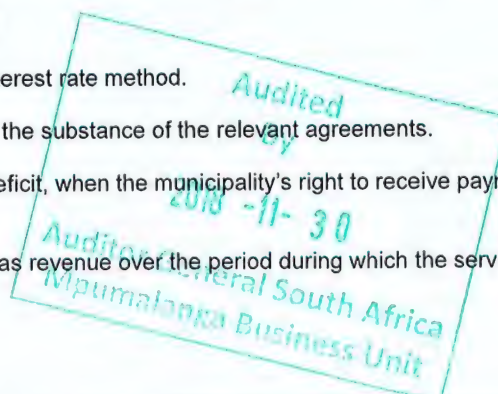 erest rate method.
Audited
the substance of the relevant agreements.
By
eficit, when the municipality's right to receive payr
2018 -11- 30
as revenue over the period during which the serv
Auditor General South Africa
Mpumalanga Business Unit